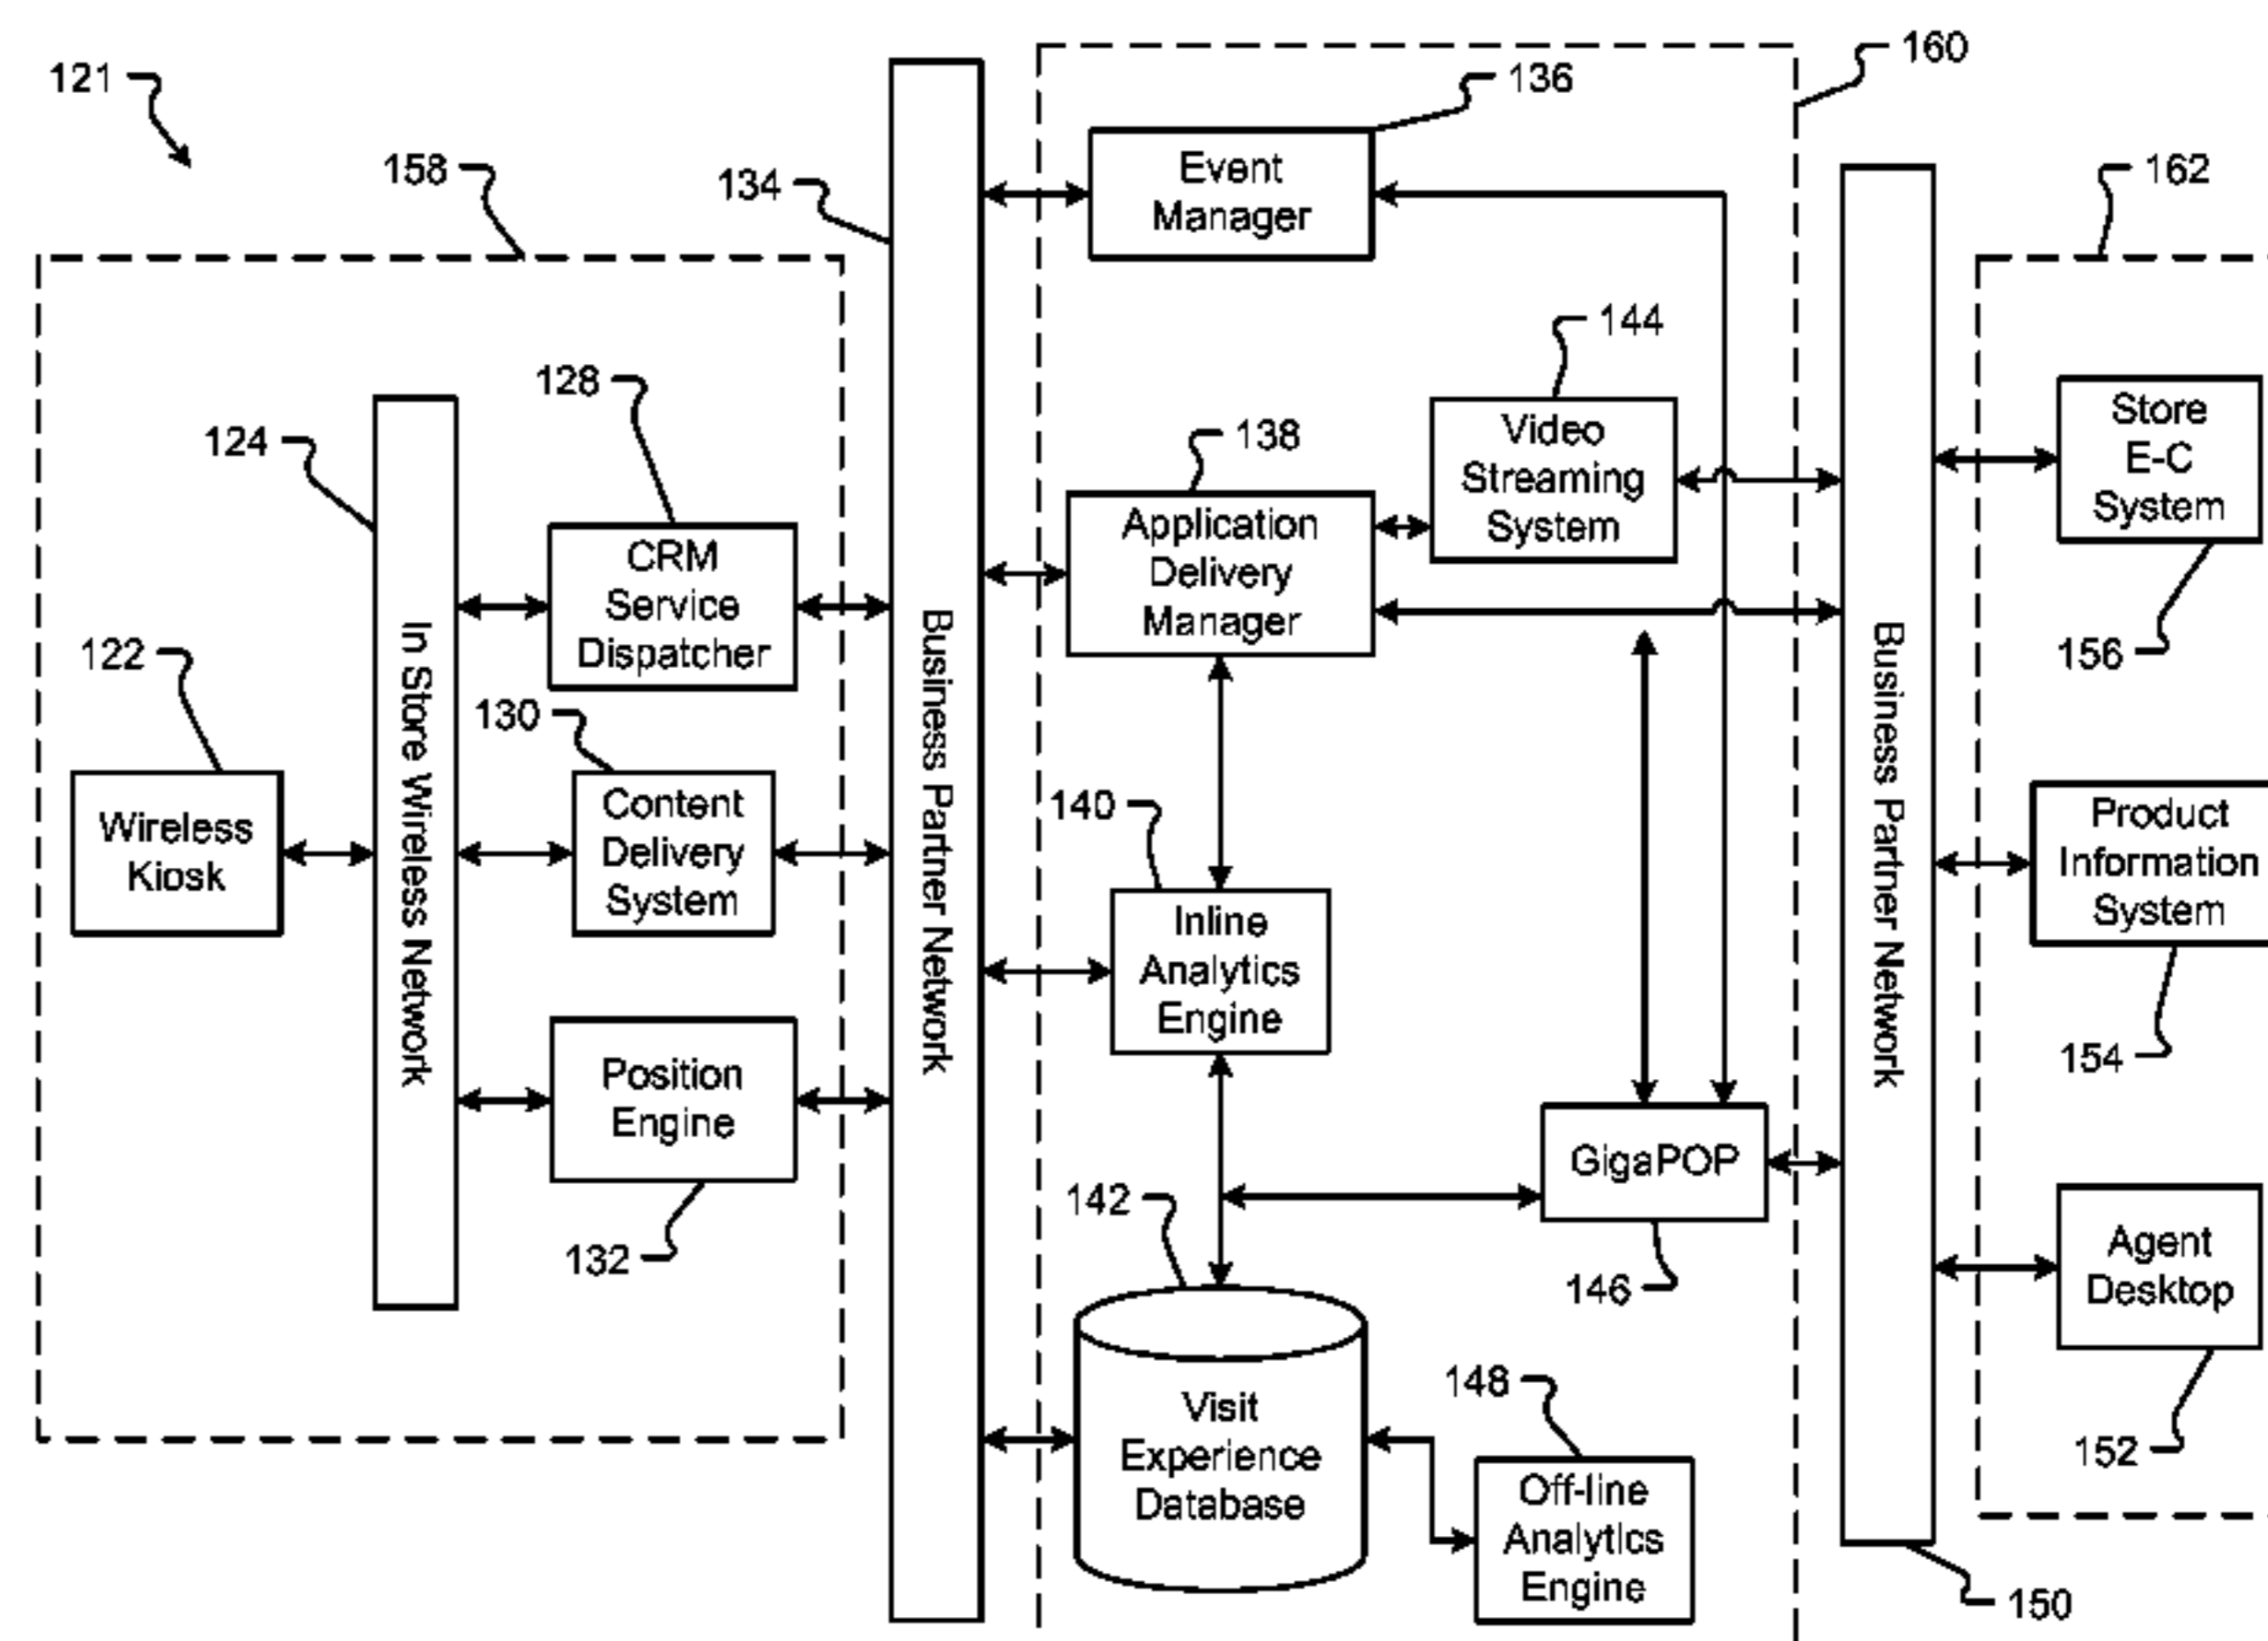 121
158
134
136
160
162
Event
Manager
144
128
124
138
Video
Streaming
System
Store
E-C
System
CRM
Service
Dispatcher
Application
Delivery
Manager
122
156
130
In Store Wireless Network
Business Partner Network
Business Partner Network
Wireless
Kiosk
Content
Delivery
System
140
Product
Information
System
Inline
Analytics
Engine
154
Position
Engine
GigaPOP
132
142
146
Agent
Desktop
148
152
Visit
Experience
Database
Off-line
Analytics
Engine
150